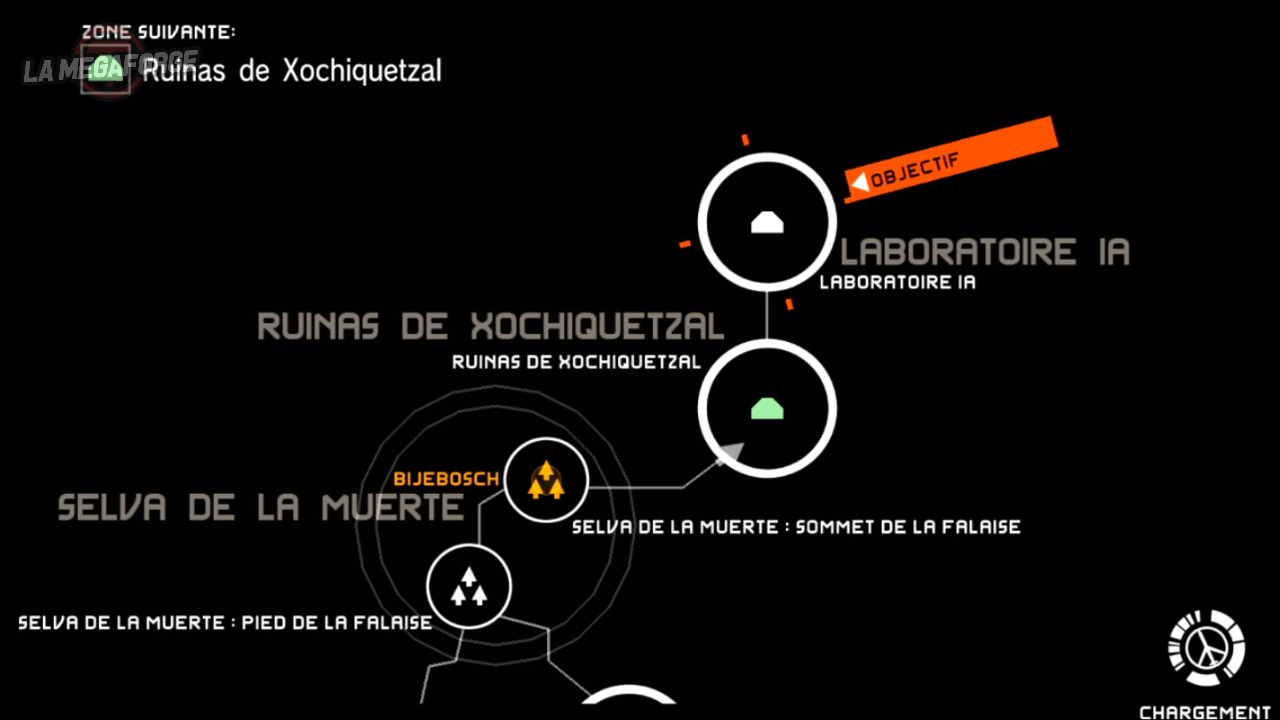 ZONE SUIVANTE:
LA MEGAFORGE
Ruinas de Xochiquetzal
OBJECTIF
LABORATOIRE IA
LABORATOIRE IA
RUINAS DE XOCHIQUETZAL
RUINAS DE XOCHIQUETZAL
BIJEBOSCH
SELVA DE LA MUERTE
SELVA DE LA MUERTE : SOMMET DE LA FALAISE
SELVA DE LA MUERTE : PIED DE LA FALAISE
CHARGEMENT